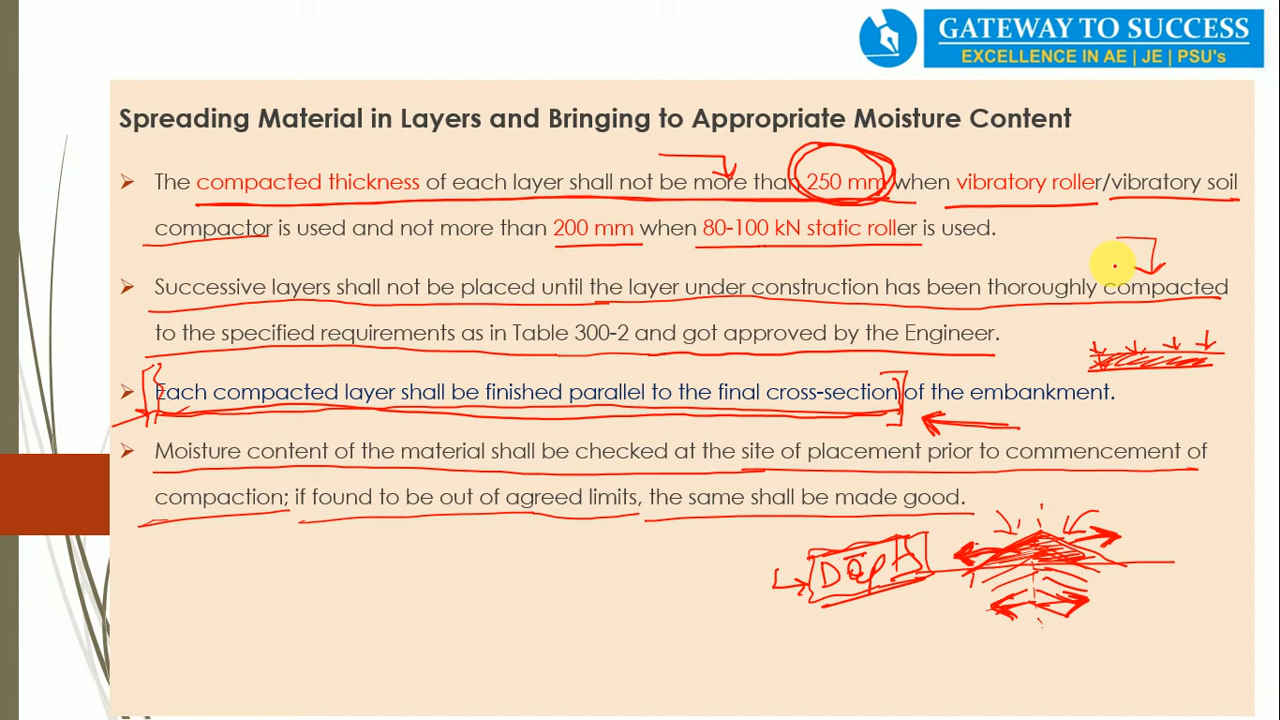 GATEWAY TO SUCCESS
EXCELLENCE IN AE | JE | PSU's
Spreading Material in Layers and Bringing to Appropriate Moisture Content
The compacted thickness of each layer shall not be more than 250 mm when vibratory roller/vibratory soil
compactor is used and not more than 200 mm when 80-100 kN static roller is used.
Successive layers shall not be placed until the layer under construction has been thoroughly compacted
to the specified requirements as in Table 300-2 and got approved by the Engineer.
Each compacted layer shall be finished parallel to the final cross-section of the embankment.
Moisture content of the material shall be checked at the site of placement prior to commencement of
compaction; if found to be out of agreed limits, the same shall be made good.
Depth